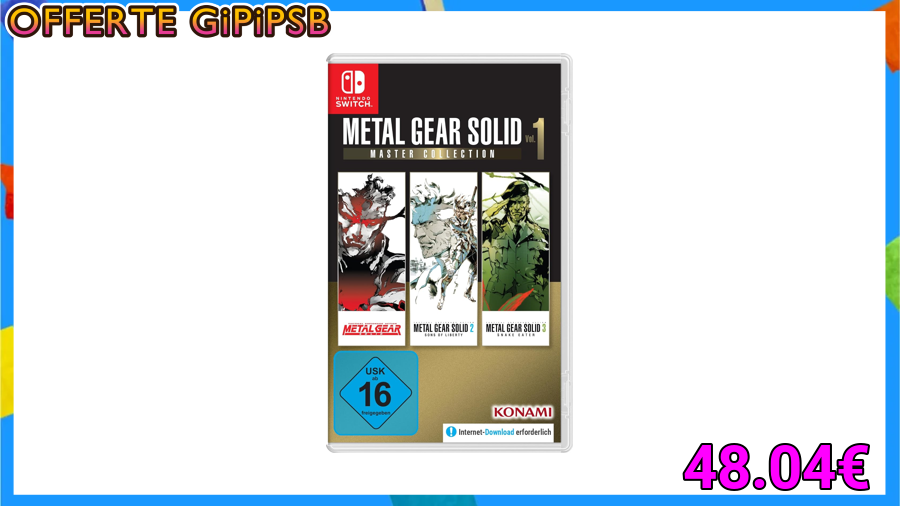 OFFERTE GiPiPSB
NINTENDO
SWITCH.
METAL GEAR SOLID Vol. 1
MASTER COLLECTION
METAL GEAR
SOLID
METAL GEAR SOLID 2
SONS OF LIBERTY
METAL GEAR SOLID 3
SNAKE EATER
USK
ab
16
freigegeben
KONAMI
! Internet-Download erforderlich
48.04€